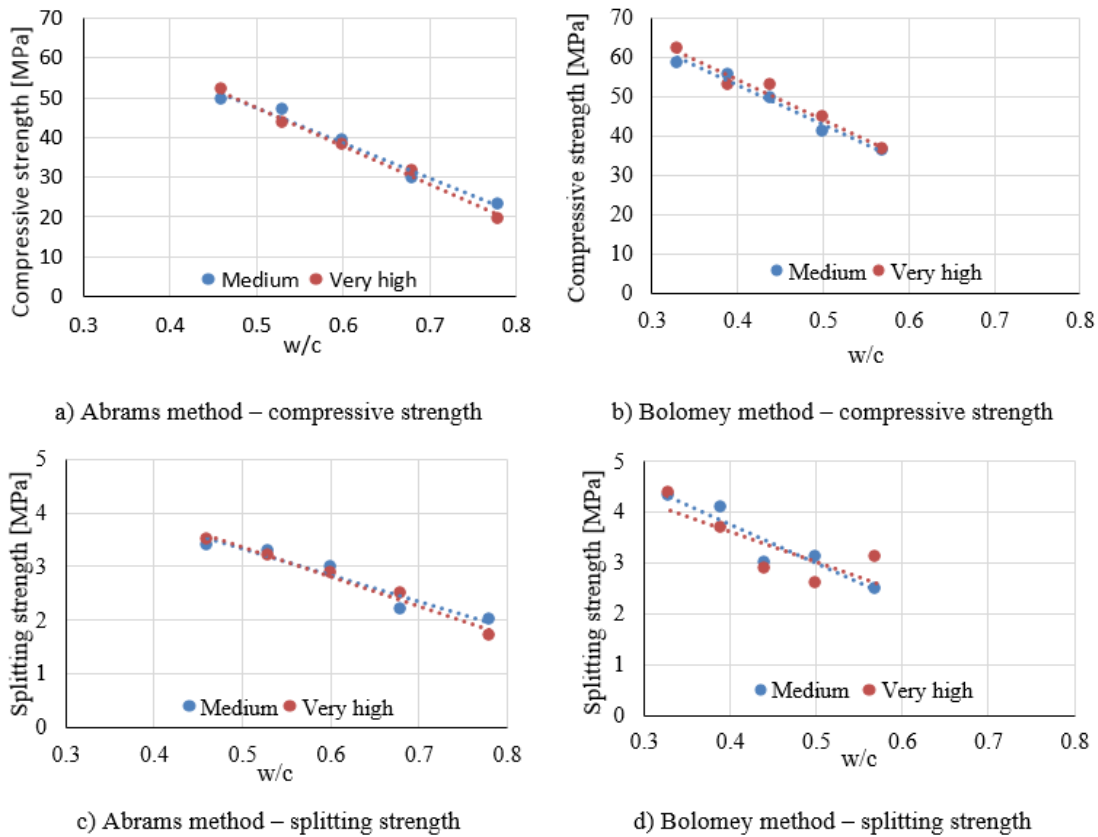 Compressive strength [MPa]
70
60
50
40
30
20
10
0
Medium
Very high
0.3 0.4 0.5 0.6 0.7 0.8
w/c
a) Abrams method – compressive strength
Compressive strength [MPa]
70
60
50
40
30
20
10
0
Medium
Very high
0.3 0.4 0.5 0.6 0.7 0.8
w/c
b) Bolomey method – compressive strength
Splitting strength [MPa]
5
4
3
2
1
0
Medium
Very high
0.3 0.4 0.5 0.6 0.7 0.8
w/c
c) Abrams method – splitting strength
Splitting strength [MPa]
5
4
3
2
1
0
Medium
Very high
0.3 0.4 0.5 0.6 0.7 0.8
w/c
d) Bolomey method – splitting strength